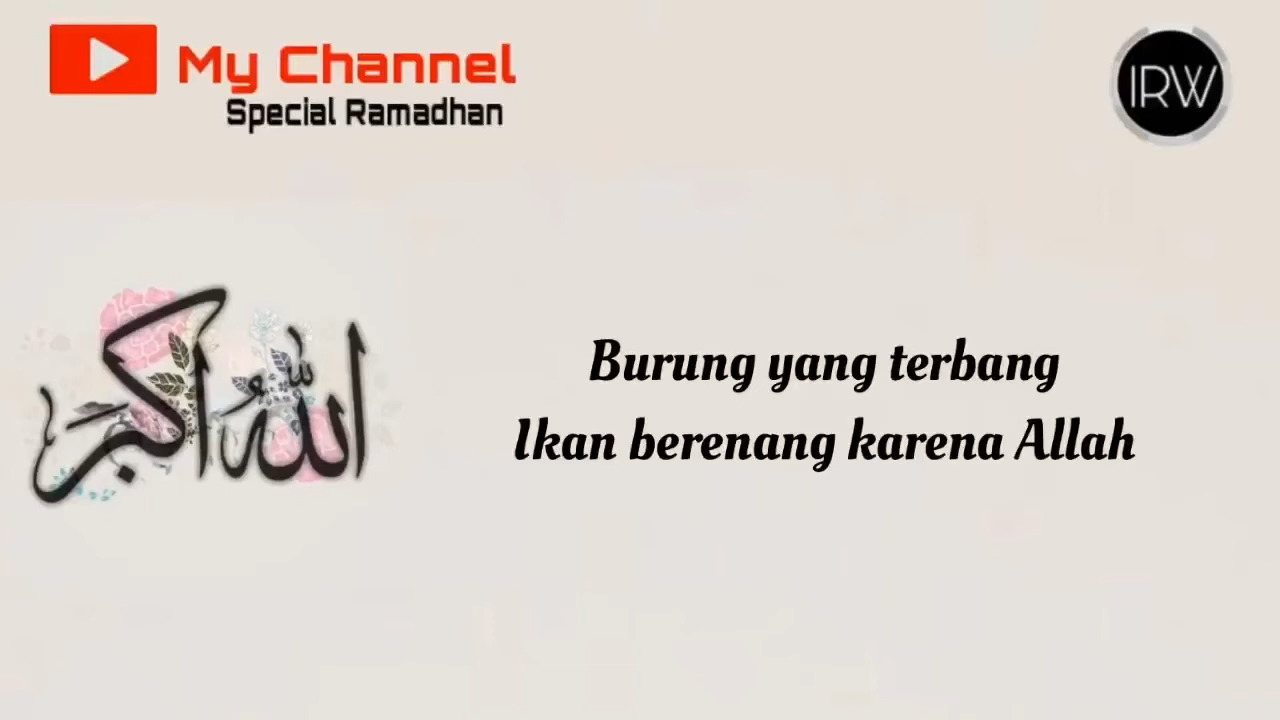 My Channel
Special Ramadhan
IRW
الله أكبر
Burung yang terbang
Ikan berenang karena Allah